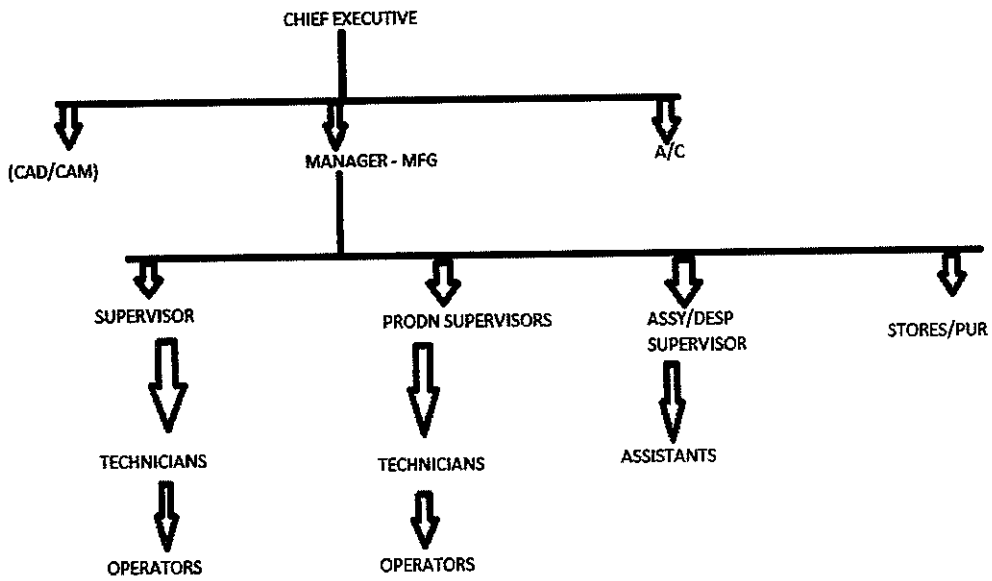 CHIEF EXECUTIVE
(CAD/CAM)
MANAGER - MFG
A/C
SUPERVISOR
PRODN SUPERVISORS
ASSY/DESP
SUPERVISOR
STORES/PUR
TECHNICIANS
TECHNICIANS
ASSISTANTS
OPERATORS
OPERATORS